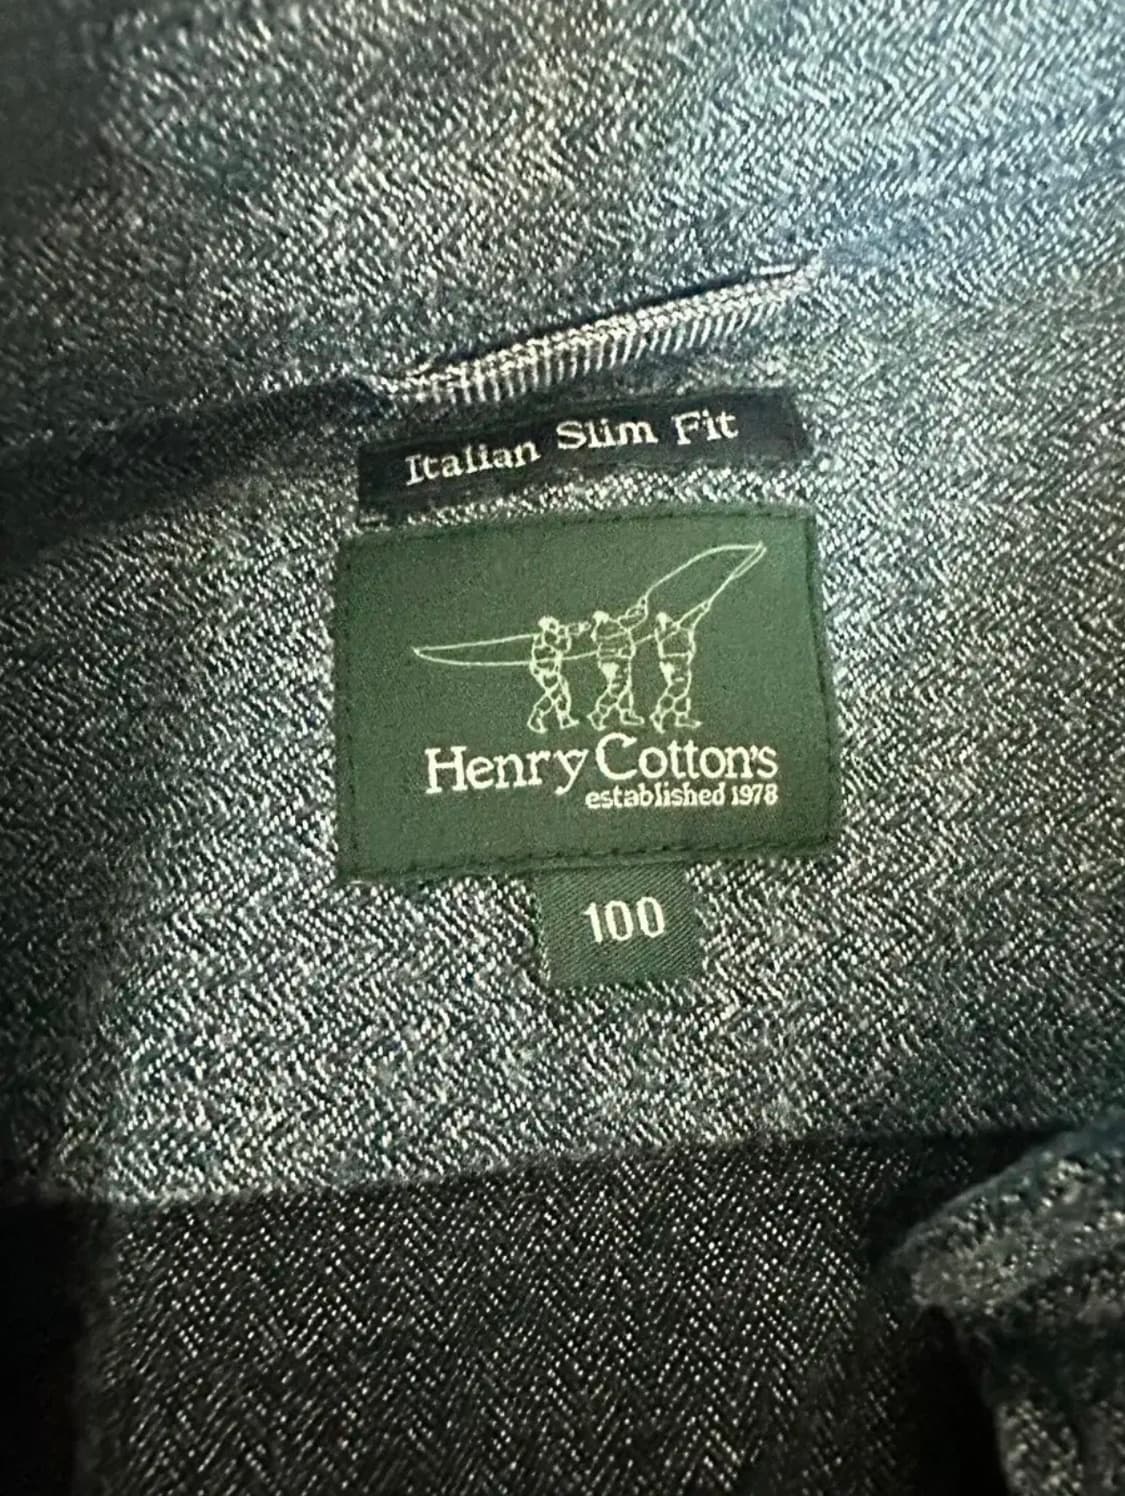 Italian Slim Fit
Henry Cotton's
established 1978
100